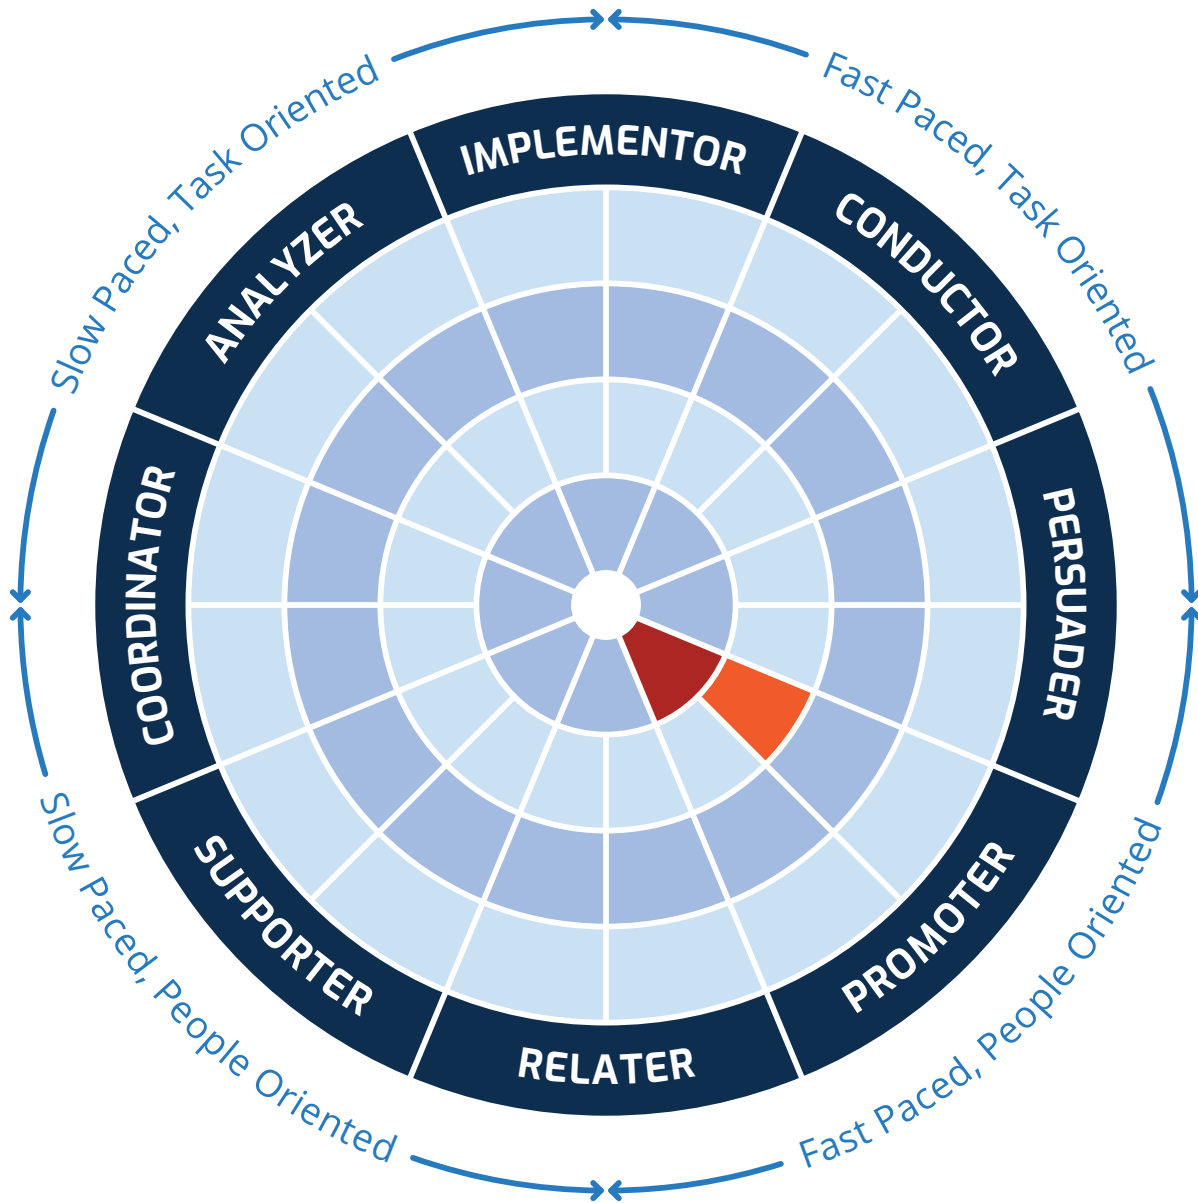 Slow Paced, Task Oriented
Fast Paced, Task Oriented
IMPLEMENTOR
CONDUCTOR
PERSUADER
PROMOTER
RELATER
SUPPORTER
COORDINATOR
ANALYZER
Slow Paced, People Oriented
Fast Paced, People Oriented